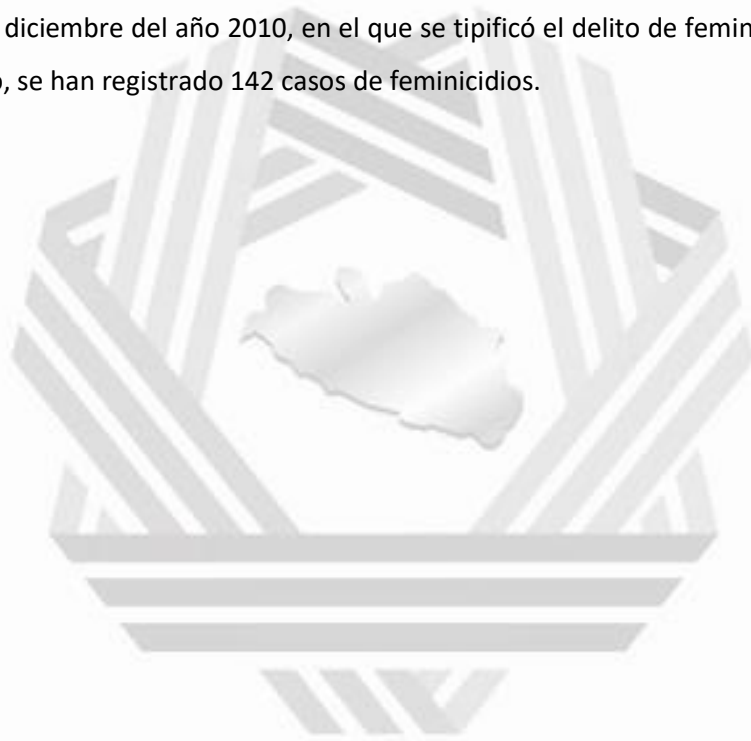 diciembre del año 2010, en el que se tipificó el delito de femin
, se han registrado 142 casos de feminicidios.